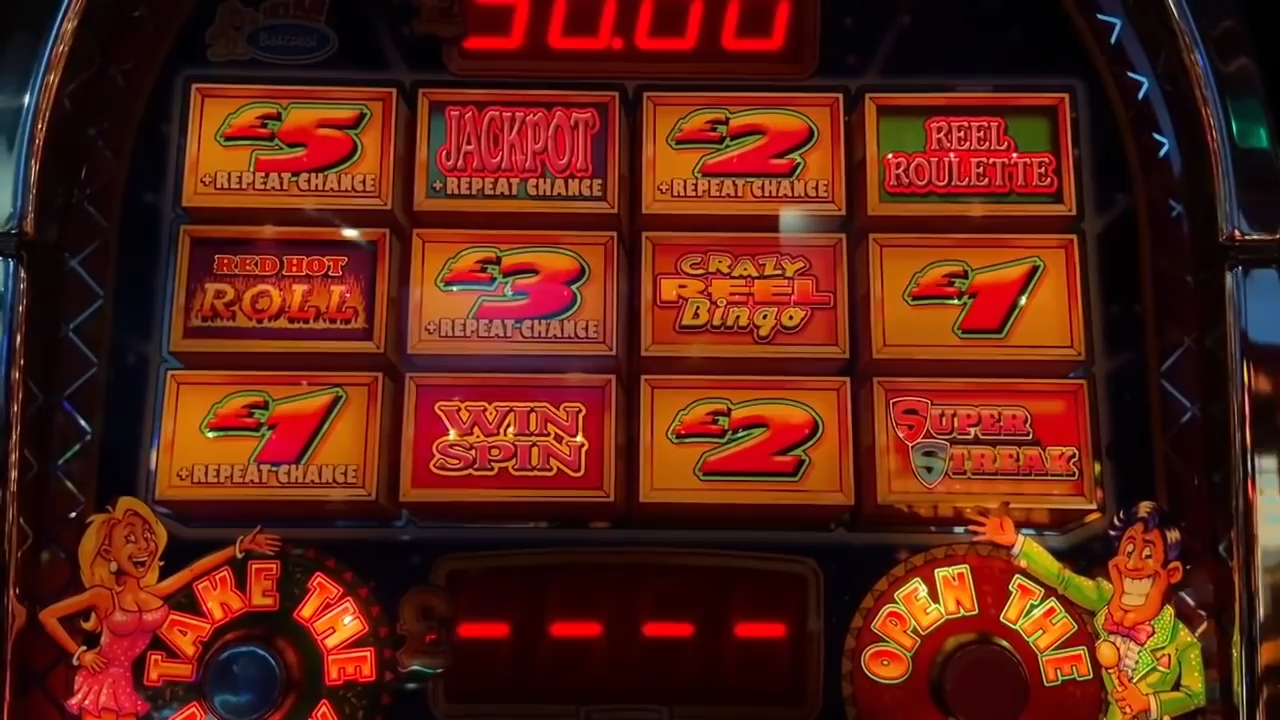 £5
+REPEAT CHANCE
JACKPOT
+REPEAT CHANCE
£2
+REPEAT CHANCE
REEL
ROULETTE
RED HOT
ROLL
£3
+REPEAT CHANCE
CRAZY
REEL
Bingo
£1
£1
+REPEAT CHANCE
WIN
SPIN
£2
SUPER
STREAK
TAKE THE
£
- - - -
OPEN THE